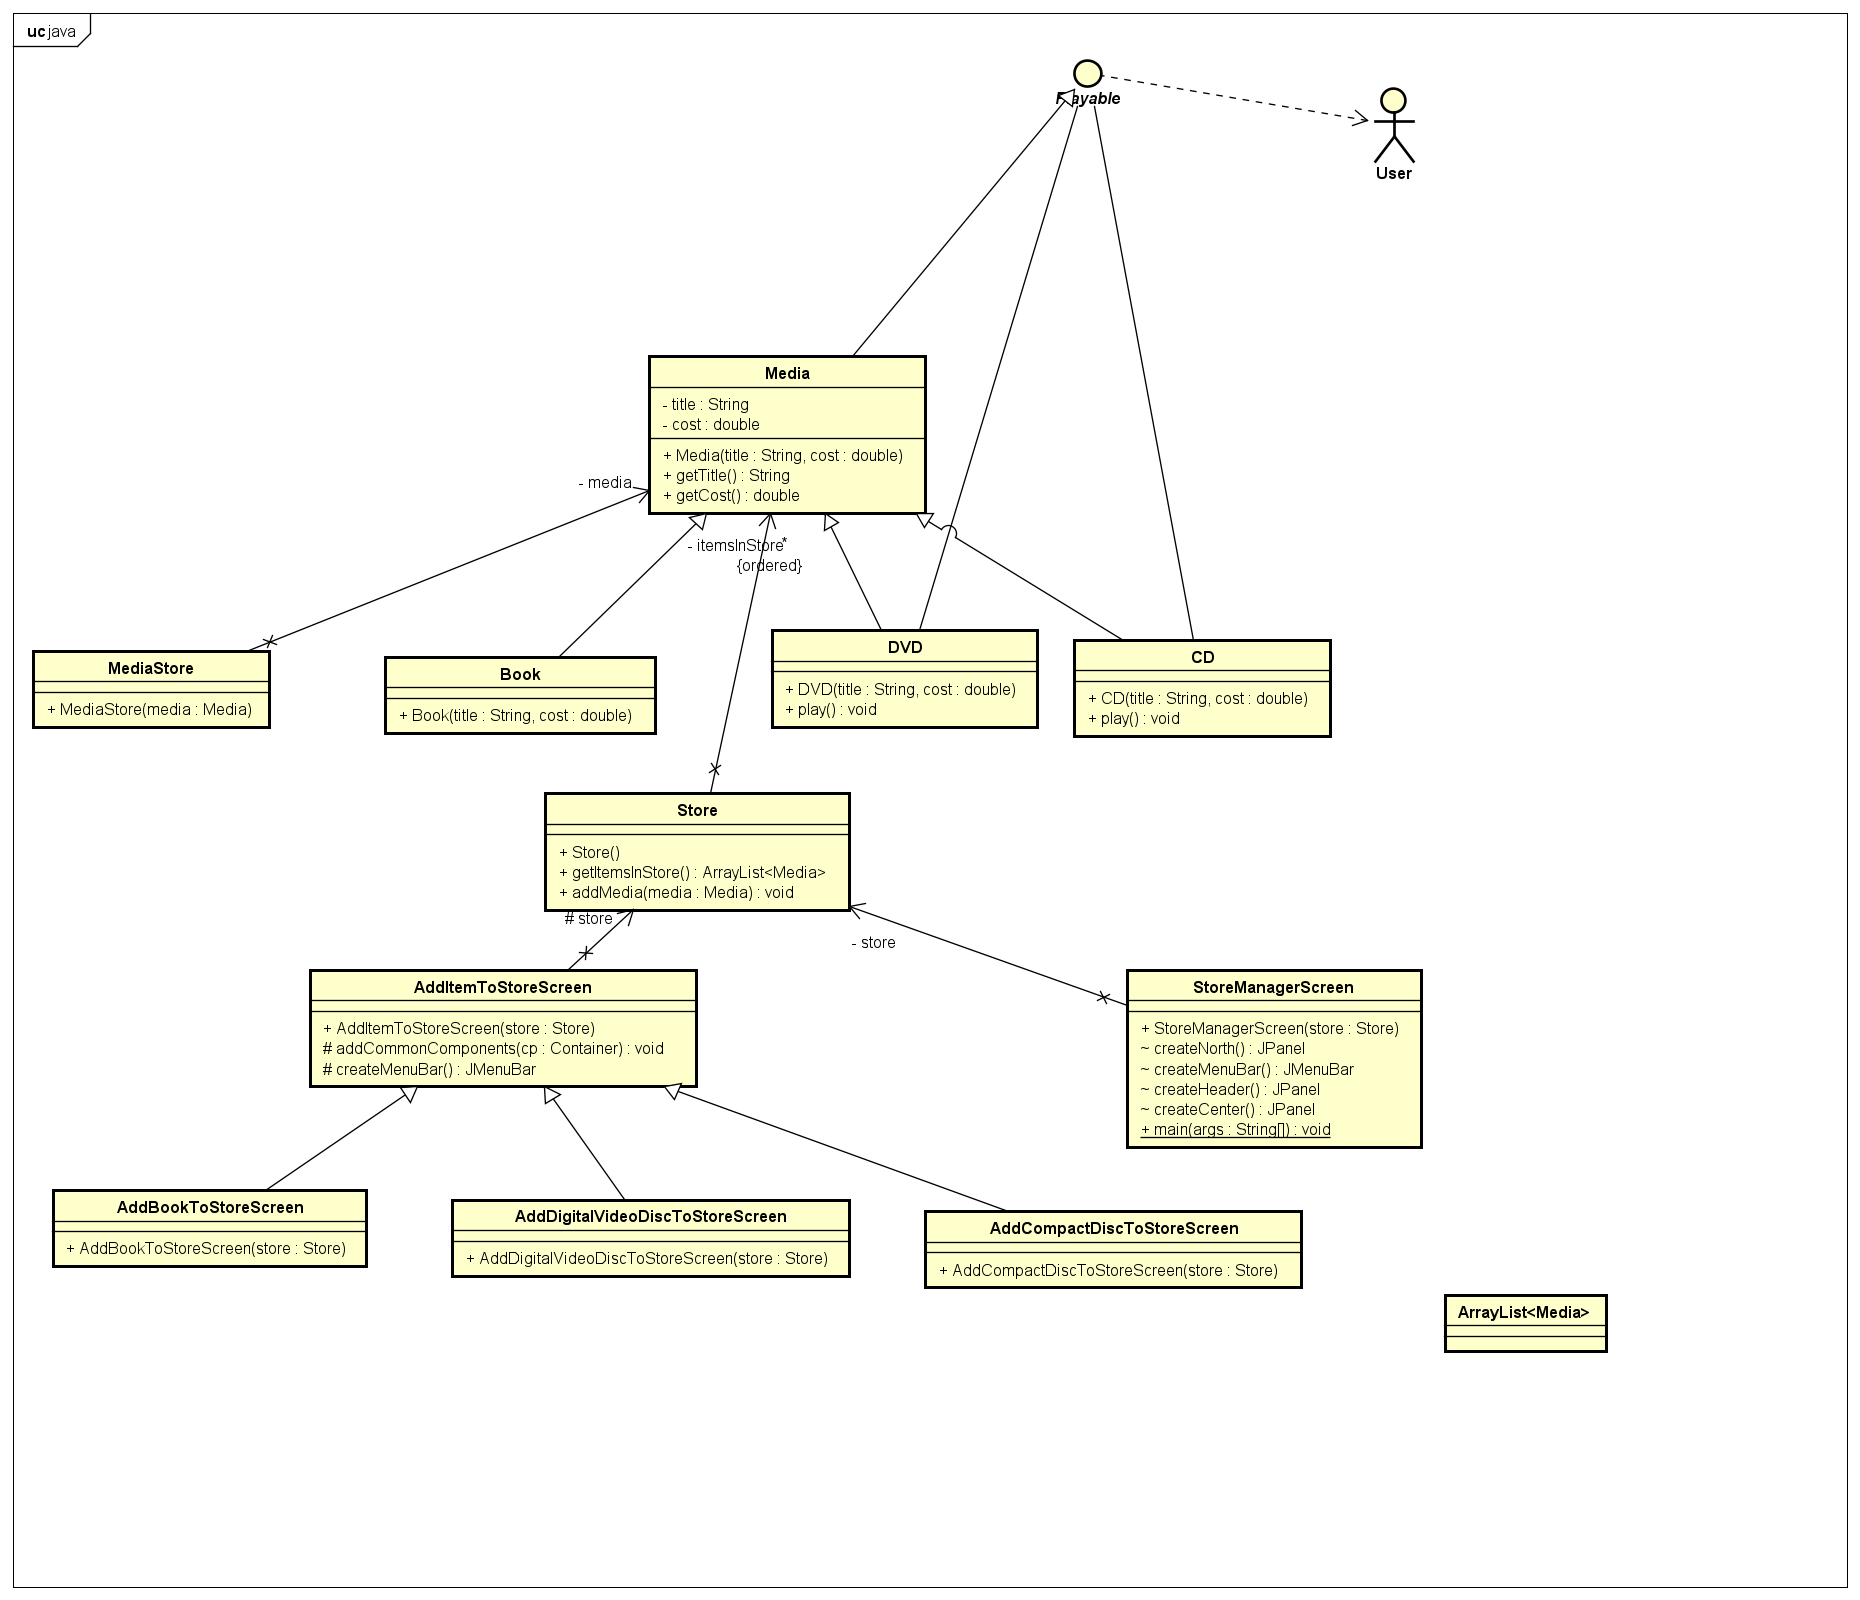 uc java
Playable
User
Media
- title : String
- cost : double
+ Media(title : String, cost : double)
+ getTitle() : String
+ getCost() : double
- media
- itemsInStore *
{ordered}
MediaStore
+ MediaStore(media : Media)
Book
+ Book(title : String, cost : double)
DVD
+ DVD(title : String, cost : double)
+ play() : void
CD
+ CD(title : String, cost : double)
+ play() : void
Store
+ Store()
+ getItemsInStore() : ArrayList<Media>
+ addMedia(media : Media) : void
# store
- store
AddItemToStoreScreen
+ AddItemToStoreScreen(store : Store)
# addCommonComponents(cp : Container) : void
# createMenuBar() : JMenuBar
StoreManagerScreen
+ StoreManagerScreen(store : Store)
~ createNorth() : JPanel
~ createMenuBar() : JMenuBar
~ createHeader() : JPanel
~ createCenter() : JPanel
+ main(args : String[]) : void
AddBookToStoreScreen
+ AddBookToStoreScreen(store : Store)
AddDigitalVideoDiscToStoreScreen
+ AddDigitalVideoDiscToStoreScreen(store : Store)
AddCompactDiscToStoreScreen
+ AddCompactDiscToStoreScreen(store : Store)
ArrayList<Media>